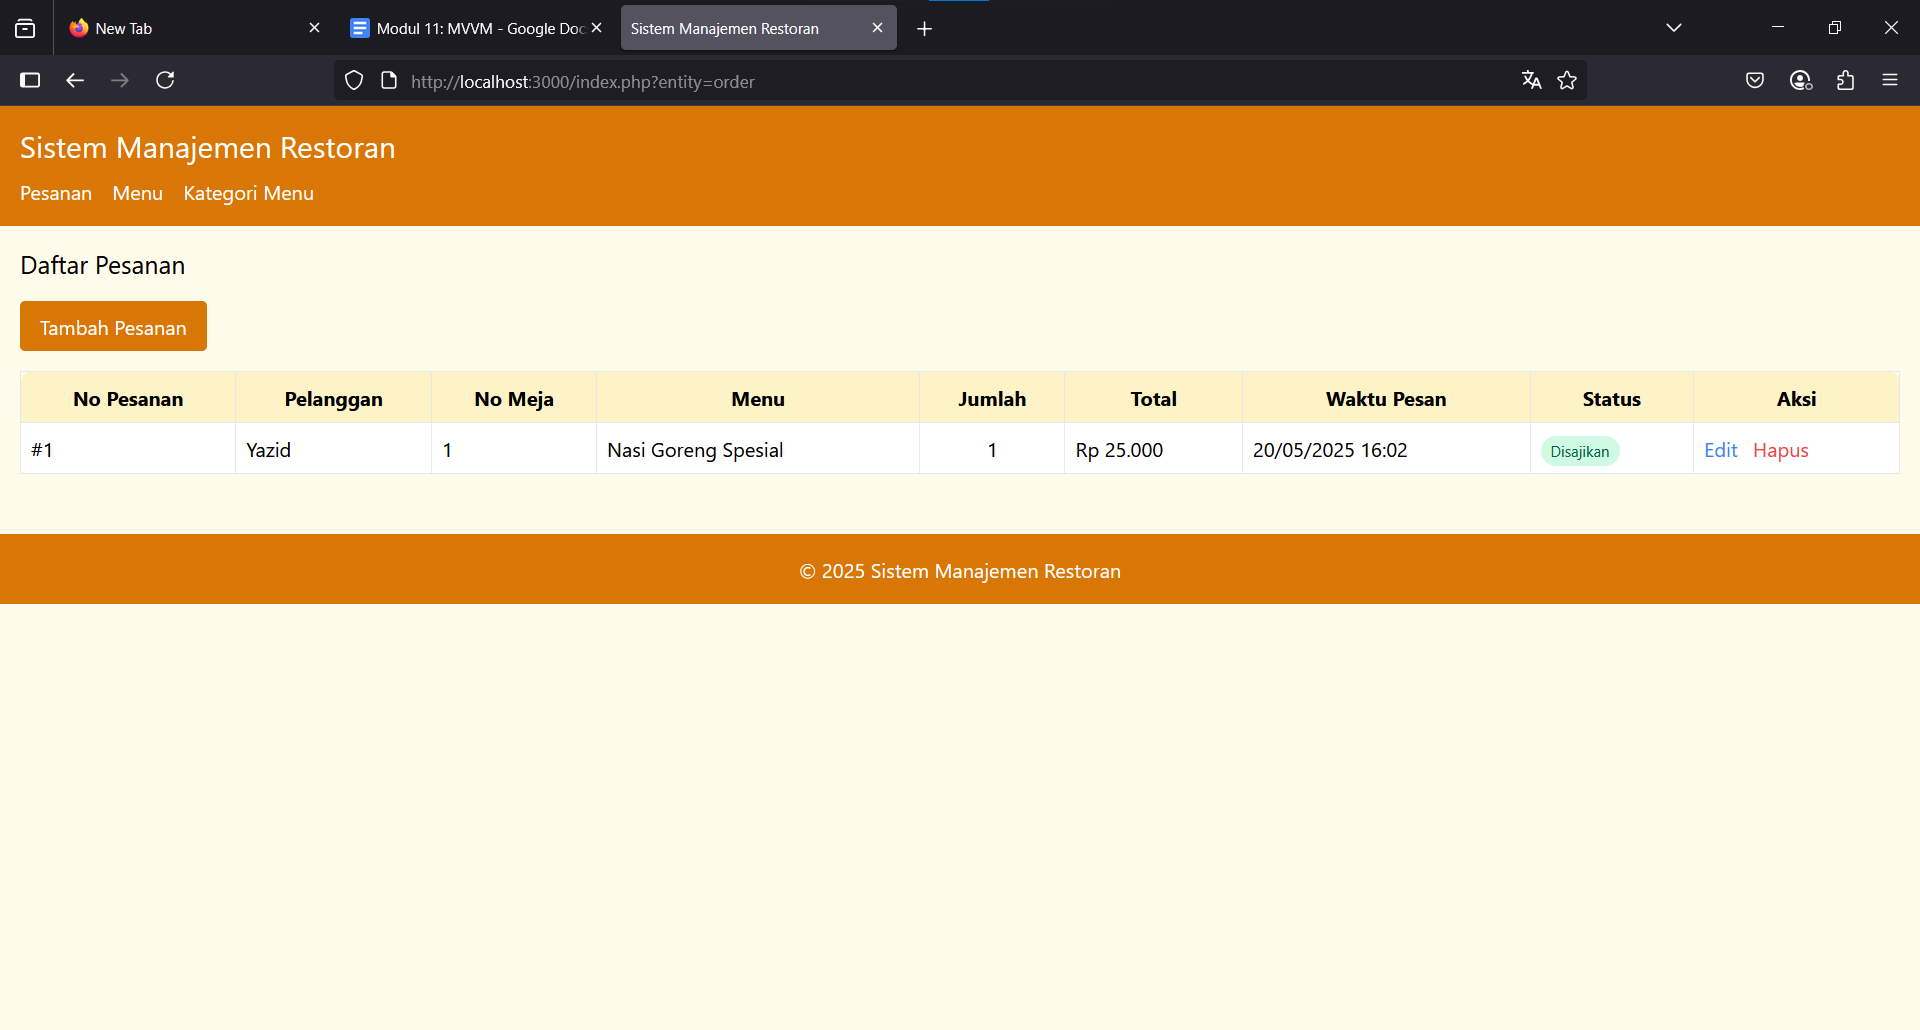 New Tab
Modul 11: MVVM - Google Doc
Sistem Manajemen Restoran
http://localhost:3000/index.php?entity=order
Sistem Manajemen Restoran
Pesanan Menu Kategori Menu
Daftar Pesanan
Tambah Pesanan
No Pesanan Pelanggan No Meja Menu Jumlah Total Waktu Pesan Status Aksi
#1 Yazid 1 Nasi Goreng Spesial 1 Rp 25.000 20/05/2025 16:02 Disajikan Edit Hapus
© 2025 Sistem Manajemen Restoran